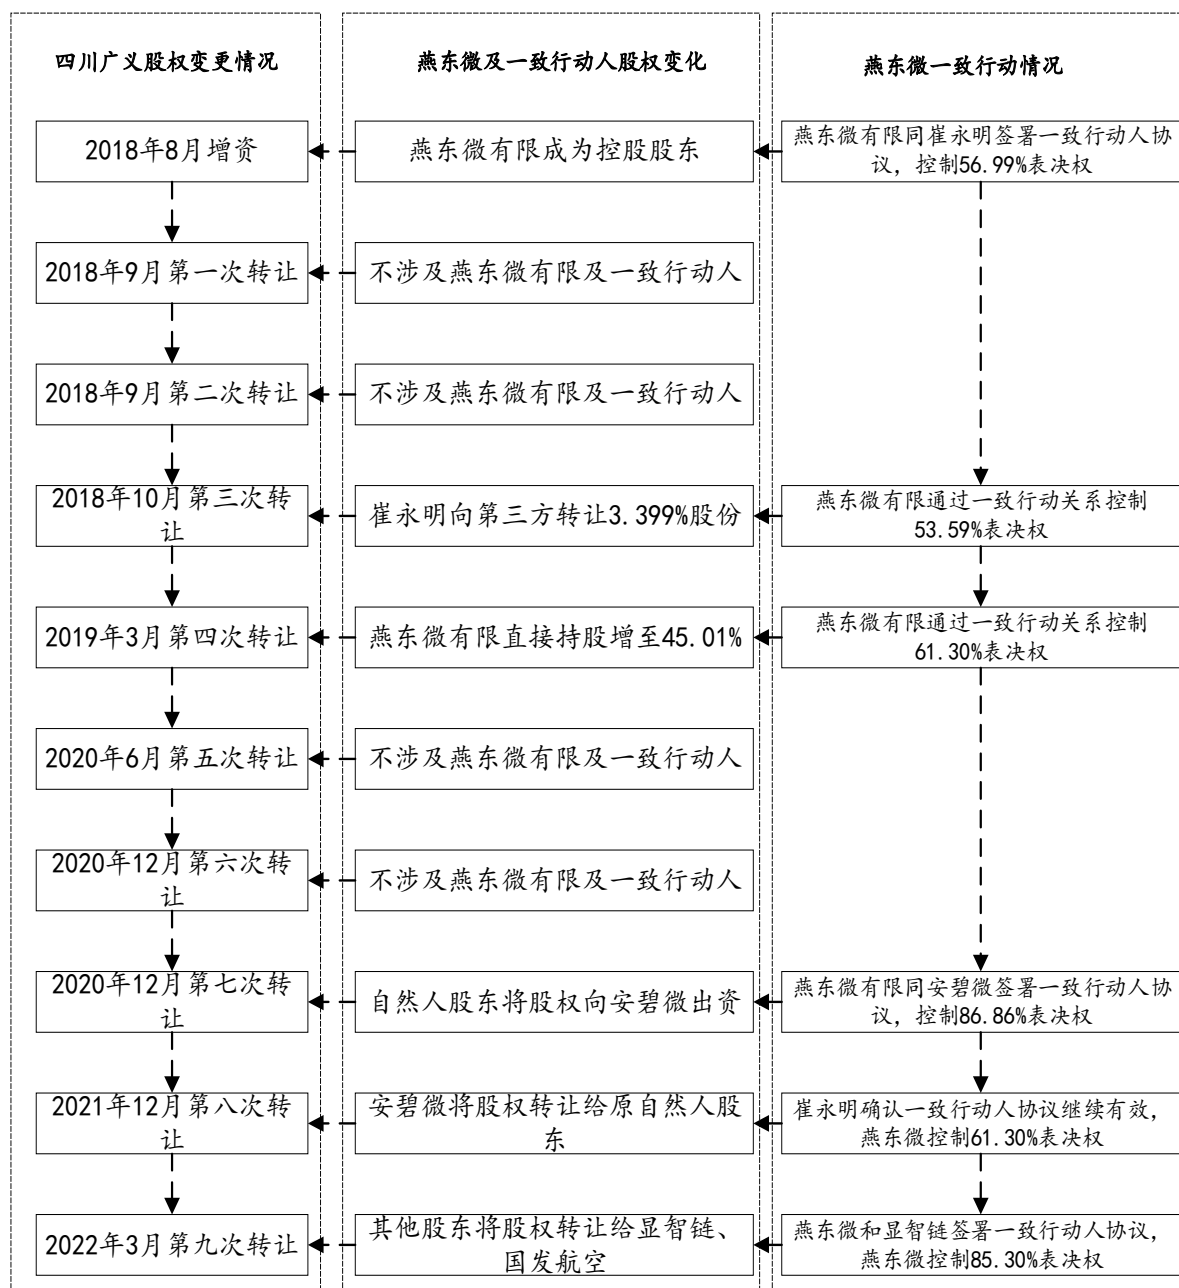 四川广义股权变更情况
燕东微及一致行动人股权变化
燕东微一致行动情况
2018年8月增资
燕东微有限成为控股股东
燕东微有限同崔永明签署一致行动人协
议，控制56.99%表决权
2018年9月第一次转让
不涉及燕东微有限及一致行动人
2018年9月第二次转让
不涉及燕东微有限及一致行动人
2018年10月第三次转
让
崔永明向第三方转让3.399%股份
燕东微有限通过一致行动关系控制
53.59%表决权
2019年3月第四次转让
燕东微有限直接持股增至45.01%
燕东微有限通过一致行动关系控制
61.30%表决权
2020年6月第五次转让
不涉及燕东微有限及一致行动人
2020年12月第六次转
让
不涉及燕东微有限及一致行动人
2020年12月第七次转
让
自然人股东将股权向安碧微出资
燕东微有限同安碧微签署一致行动人协
议，控制86.86%表决权
2021年12月第八次转
让
安碧微将股权转让给原自然人股
东
崔永明确认一致行动人协议继续有效，
燕东微控制61.30%表决权
2022年3月第九次转让
其他股东将股权转让给显智链、
国发航空
燕东微和显智链签署一致行动人协议，
燕东微控制85.30%表决权